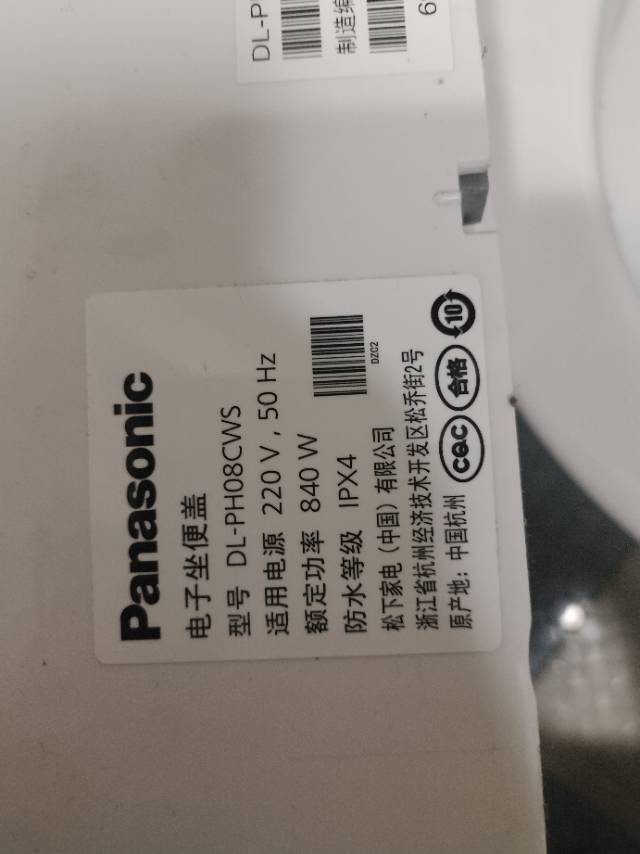 Panasonic
电子坐便盖
型号 DL-PH08CWS
适用电源 220 V , 50 Hz
额定功率 840 W
防水等级 IPX4
DZC2
松下家电（中国）有限公司
浙江省杭州经济技术开发区松乔街2号
原产地：中国杭州
CQC
合格
10
DL-P
制造编
6